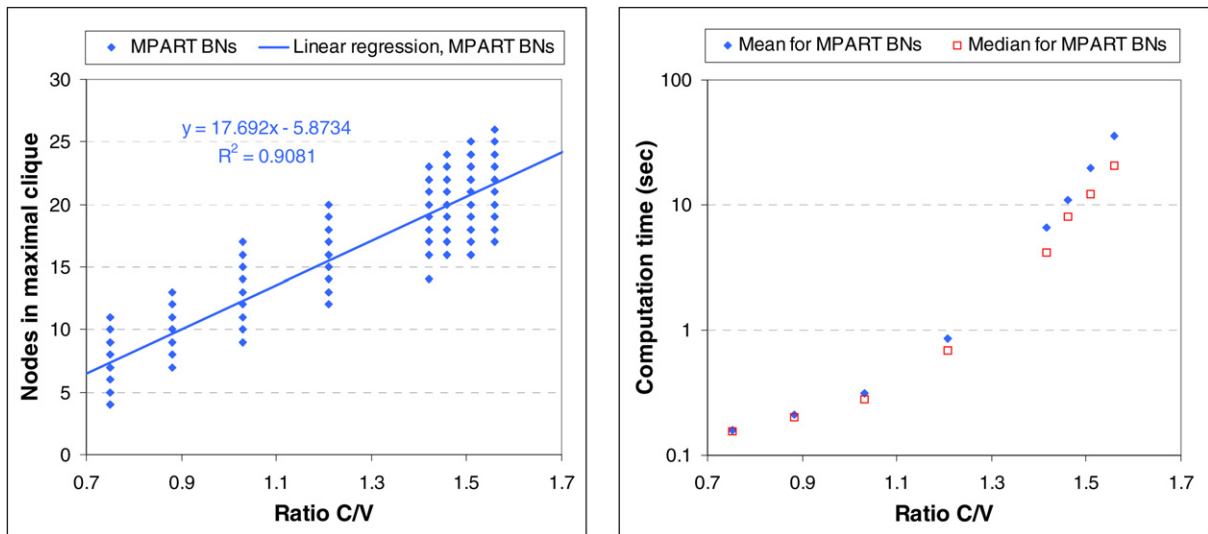 MPART BNs Linear regression, MPART BNs
30
25
20
15
10
5
0
Nodes in maximal clique
y = 17.692x - 5.8734
R² = 0.9081
0.7 0.9 1.1 1.3 1.5 1.7
Ratio C/V
Mean for MPART BNs Median for MPART BNs
100
10
1
0.1
Computation time (sec)
0.7 0.9 1.1 1.3 1.5 1.7
Ratio C/V